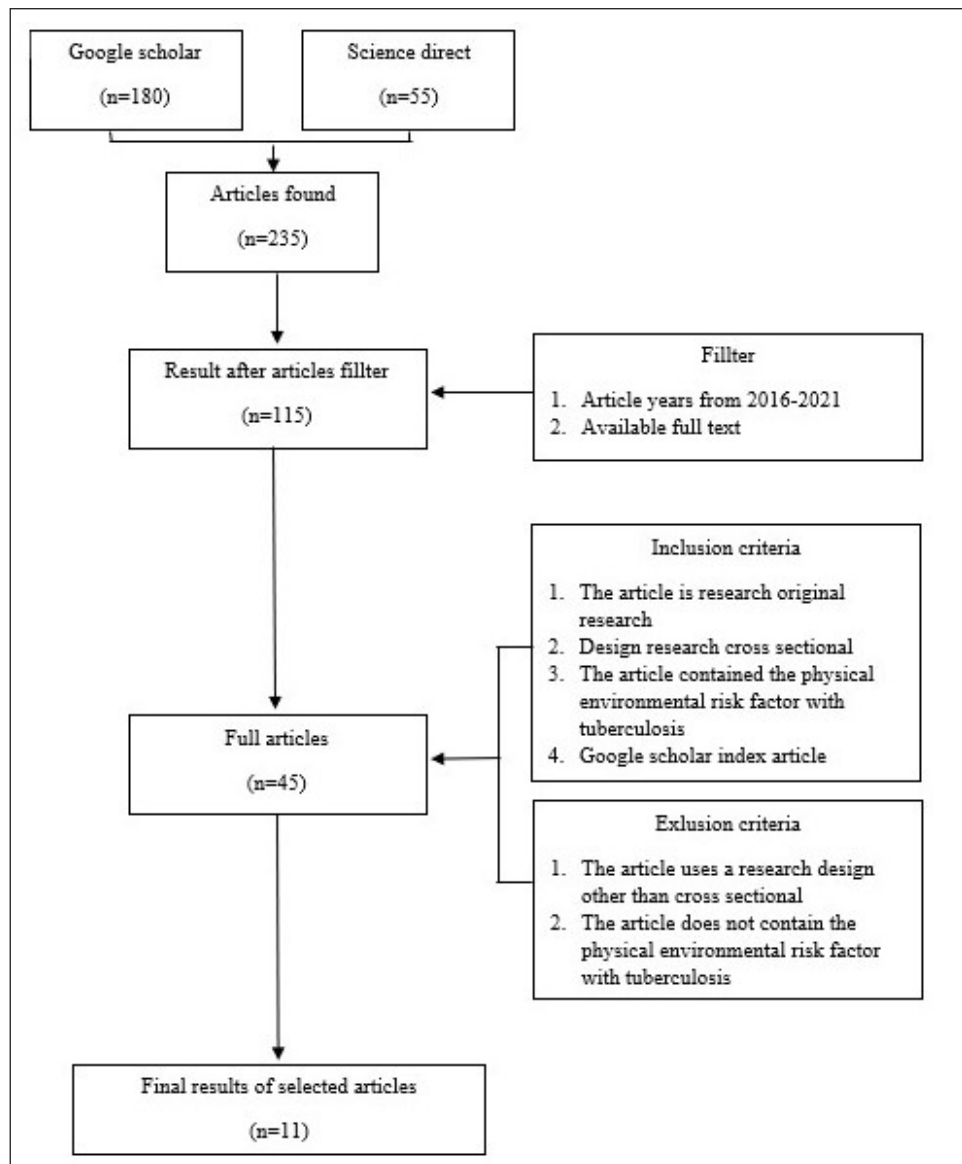 Google scholar
(n=180)
Science direct
(n=55)
Articles found
(n=235)
Result after articles fillter
(n=115)
Fillter
1. Article years from 2016-2021
2. Available full text
Inclusion criteria
1. The article is research original
research
2. Design research cross sectional
3. The article contained the physical
environmental risk factor with
tuberculosis
4. Google scholar index article
Full articles
(n=45)
Exlusion criteria
1. The article uses a research design
other than cross sectional
2. The article does not contain the
physical environmental risk factor
with tuberculosis
Final results of selected articles
(n=11)